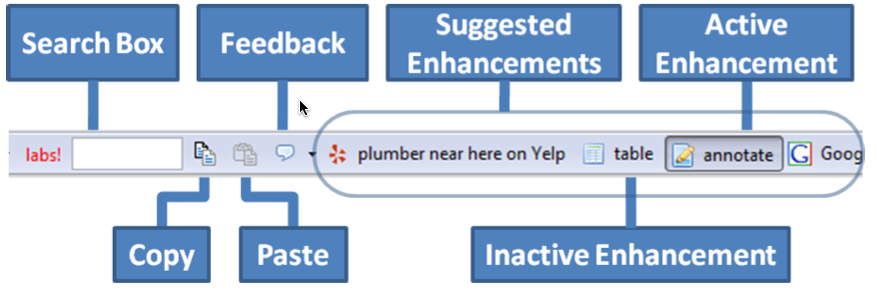 Search Box
Feedback
Suggested
Enhancements
Active
Enhancement
labs!
plumber near here on Yelp
table
annotate
G Goog
Copy
Paste
Inactive Enhancement